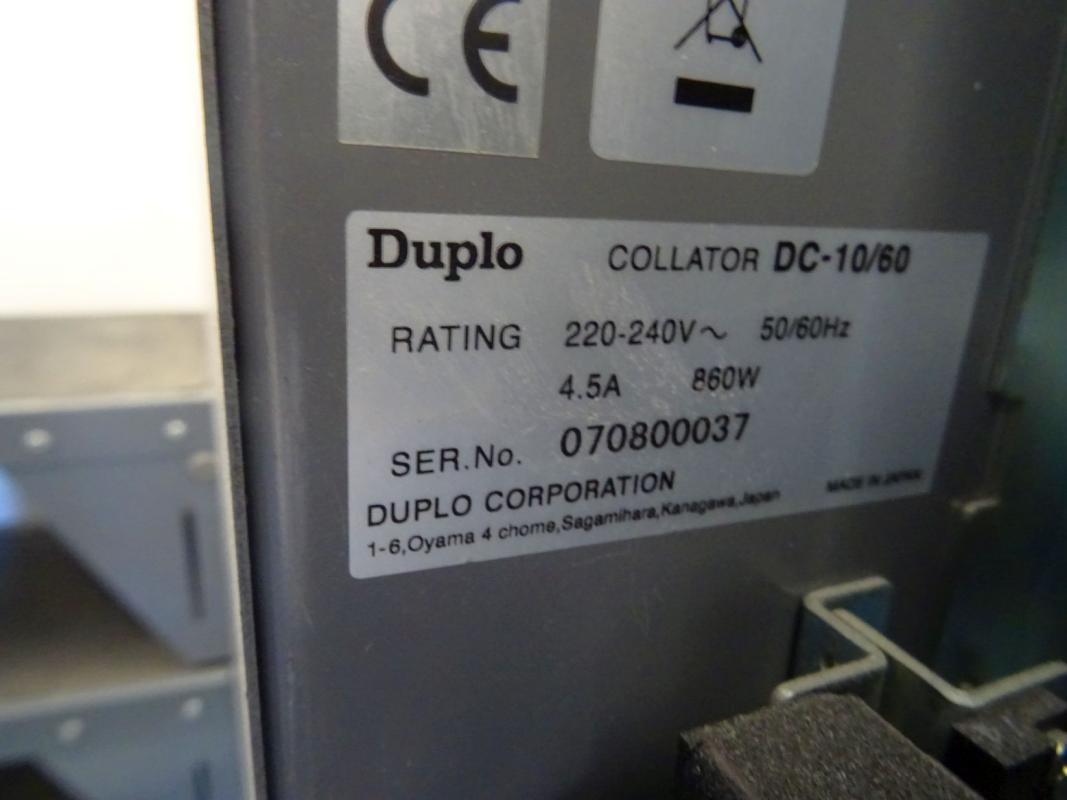 CE
Duplo COLLATOR DC-10/60
RATING 220-240V～ 50/60Hz
4.5A 860W
SER.No. 070800037
DUPLO CORPORATION
1-6,Oyama 4 chome,Sagamihara,Kanagawa,Japan
MADE IN JAPAN